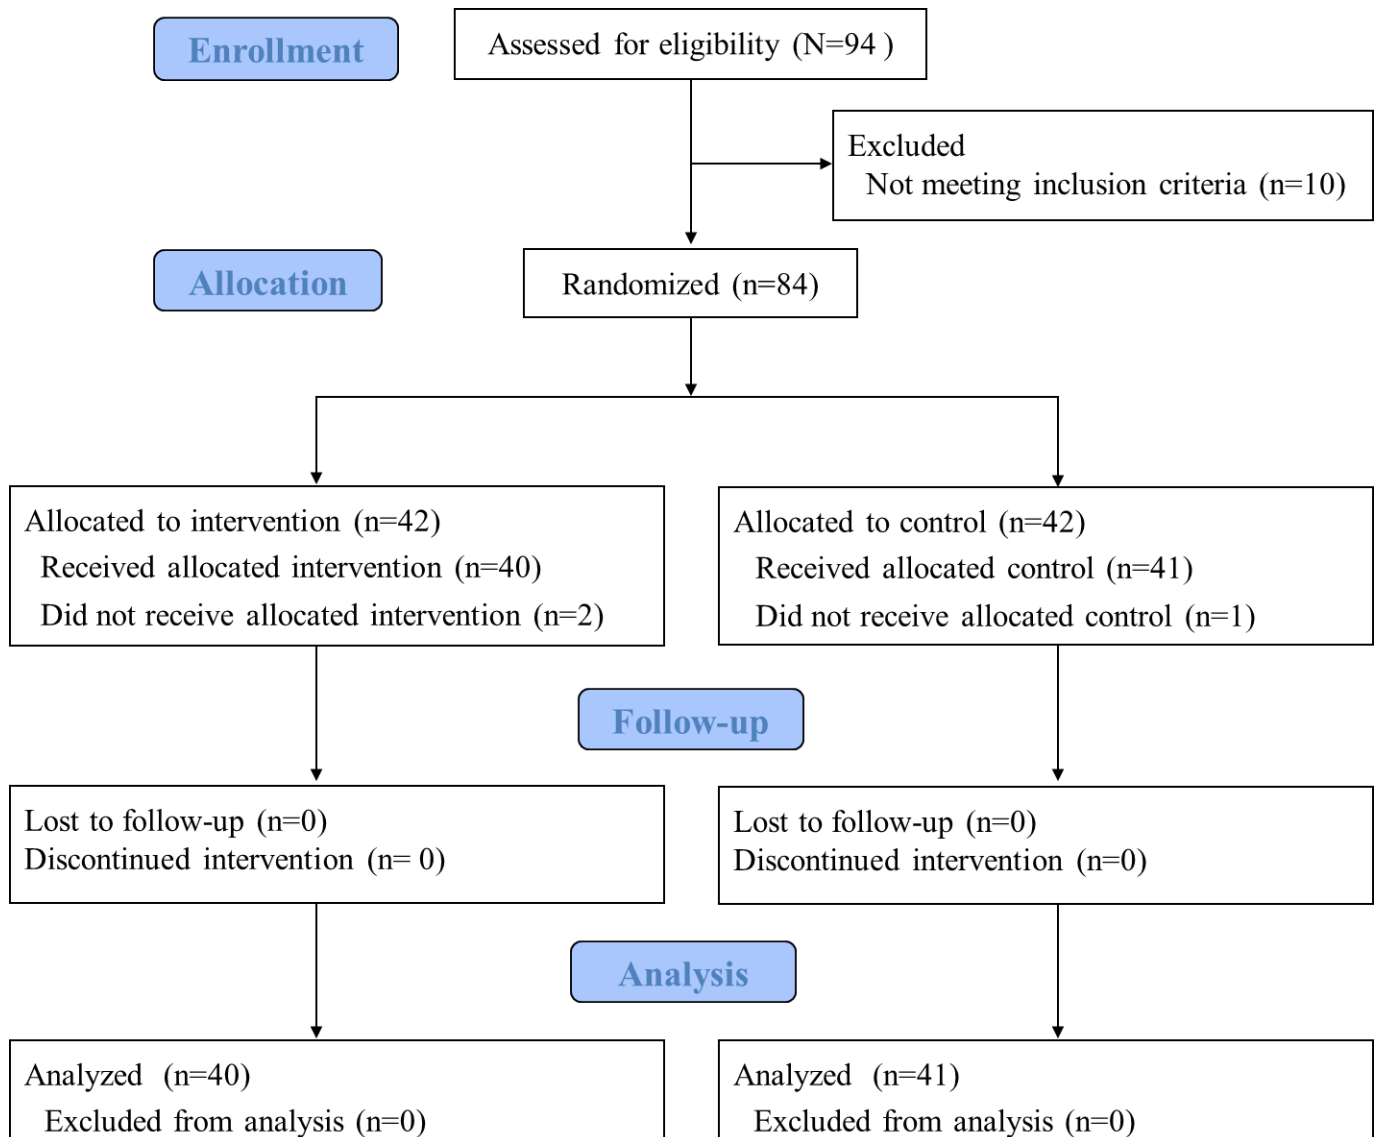 Enrollment
Assessed for eligibility (N=94 )
Excluded
Not meeting inclusion criteria (n=10)
Allocation
Randomized (n=84)
Allocated to intervention (n=42)
Received allocated intervention (n=40)
Did not receive allocated intervention (n=2)
Allocated to control (n=42)
Received allocated control (n=41)
Did not receive allocated control (n=1)
Follow-up
Lost to follow-up (n=0)
Discontinued intervention (n= 0)
Lost to follow-up (n=0)
Discontinued intervention (n=0)
Analysis
Analyzed (n=40)
Excluded from analysis (n=0)
Analyzed (n=41)
Excluded from analysis (n=0)